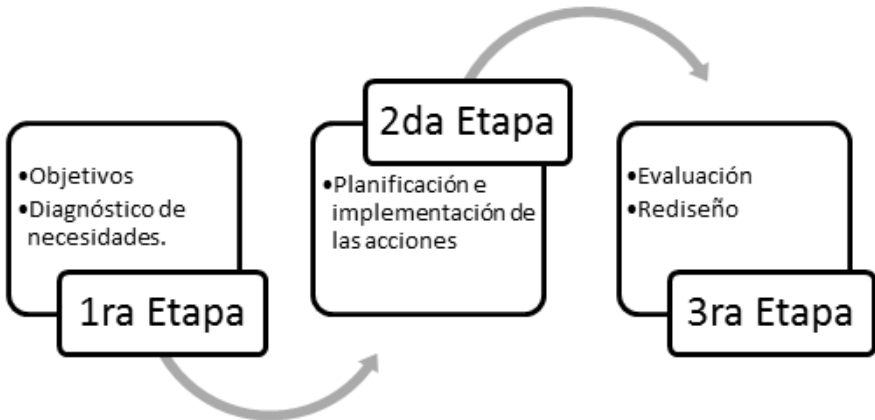 •Objetivos
•Diagnóstico de
necesidades.
1ra Etapa
2da Etapa
•Planificación e
implementación de
las acciones
•Evaluación
•Rediseño
3ra Etapa